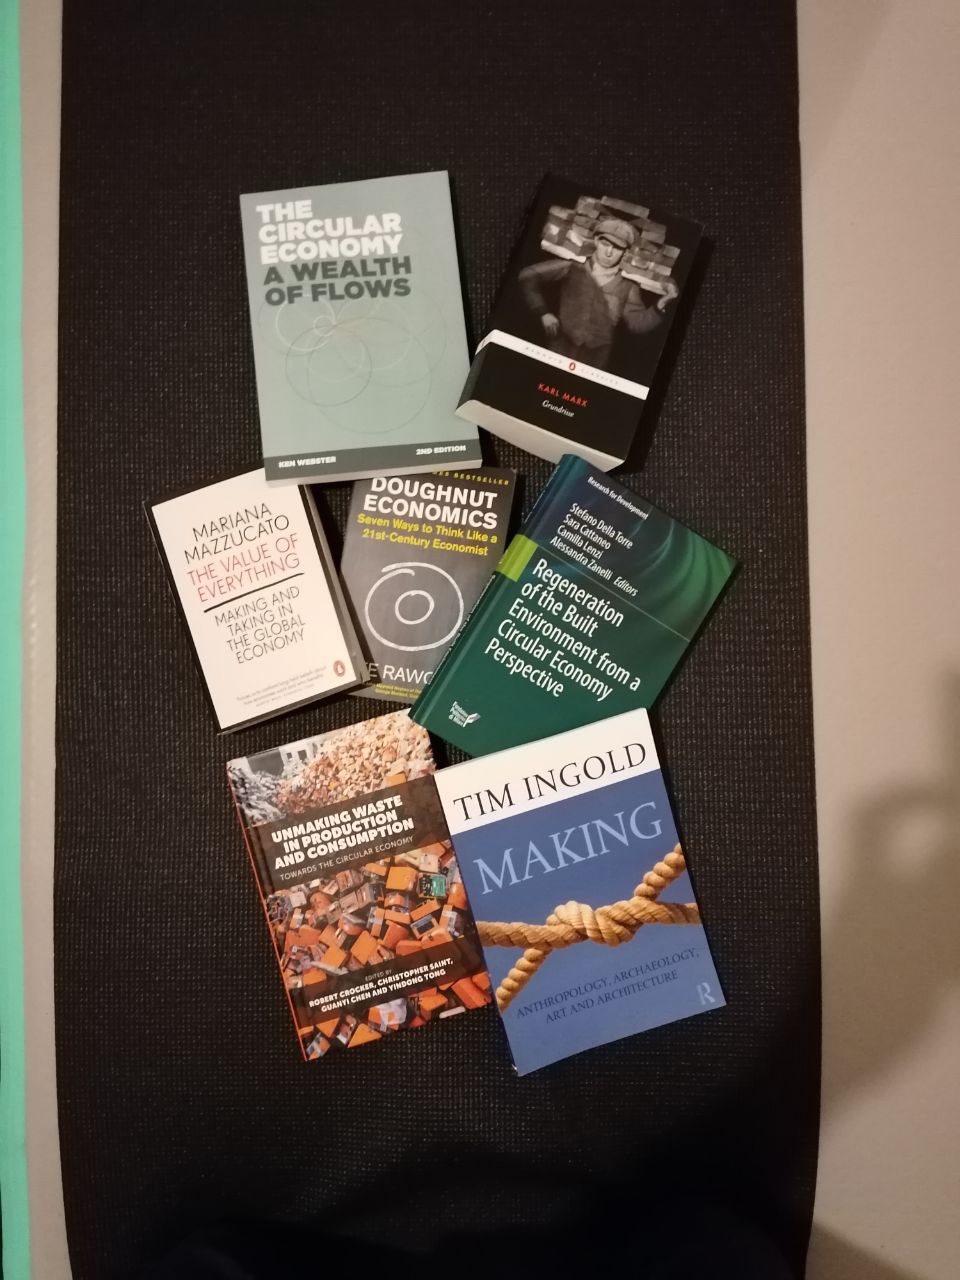 THE
CIRCULAR
ECONOMY
A WEALTH
OF FLOWS
KEN WEBSTER
2ND EDITION
PENGUIN CLASSICS
KARL MARX
Grundrisse
MARIANA
MAZZUCATO
THE VALUE OF
EVERYTHING
MAKING AND
TAKING IN
THE GLOBAL
ECONOMY
BESTSELLER
DOUGHNUT
ECONOMICS
Seven Ways to Think Like a
21st-Century Economist
E RAWO
Research for Development
Stefano Della Torre
Sara Cattaneo
Camilla Lenzi
Alessandra Zanelli Editors
Regeneration
of the Built
Environment from a
Circular Economy
Perspective
UNMAKING WASTE
IN PRODUCTION
AND CONSUMPTION
TOWARDS THE CIRCULAR ECONOMY
EDITED BY
ROBERT CROCKER, CHRISTOPHER SAINT,
GUANYI CHEN AND YINDONG TONG
TIM INGOLD
MAKING
ANTHROPOLOGY, ARCHAEOLOGY,
ART AND ARCHITECTURE
R